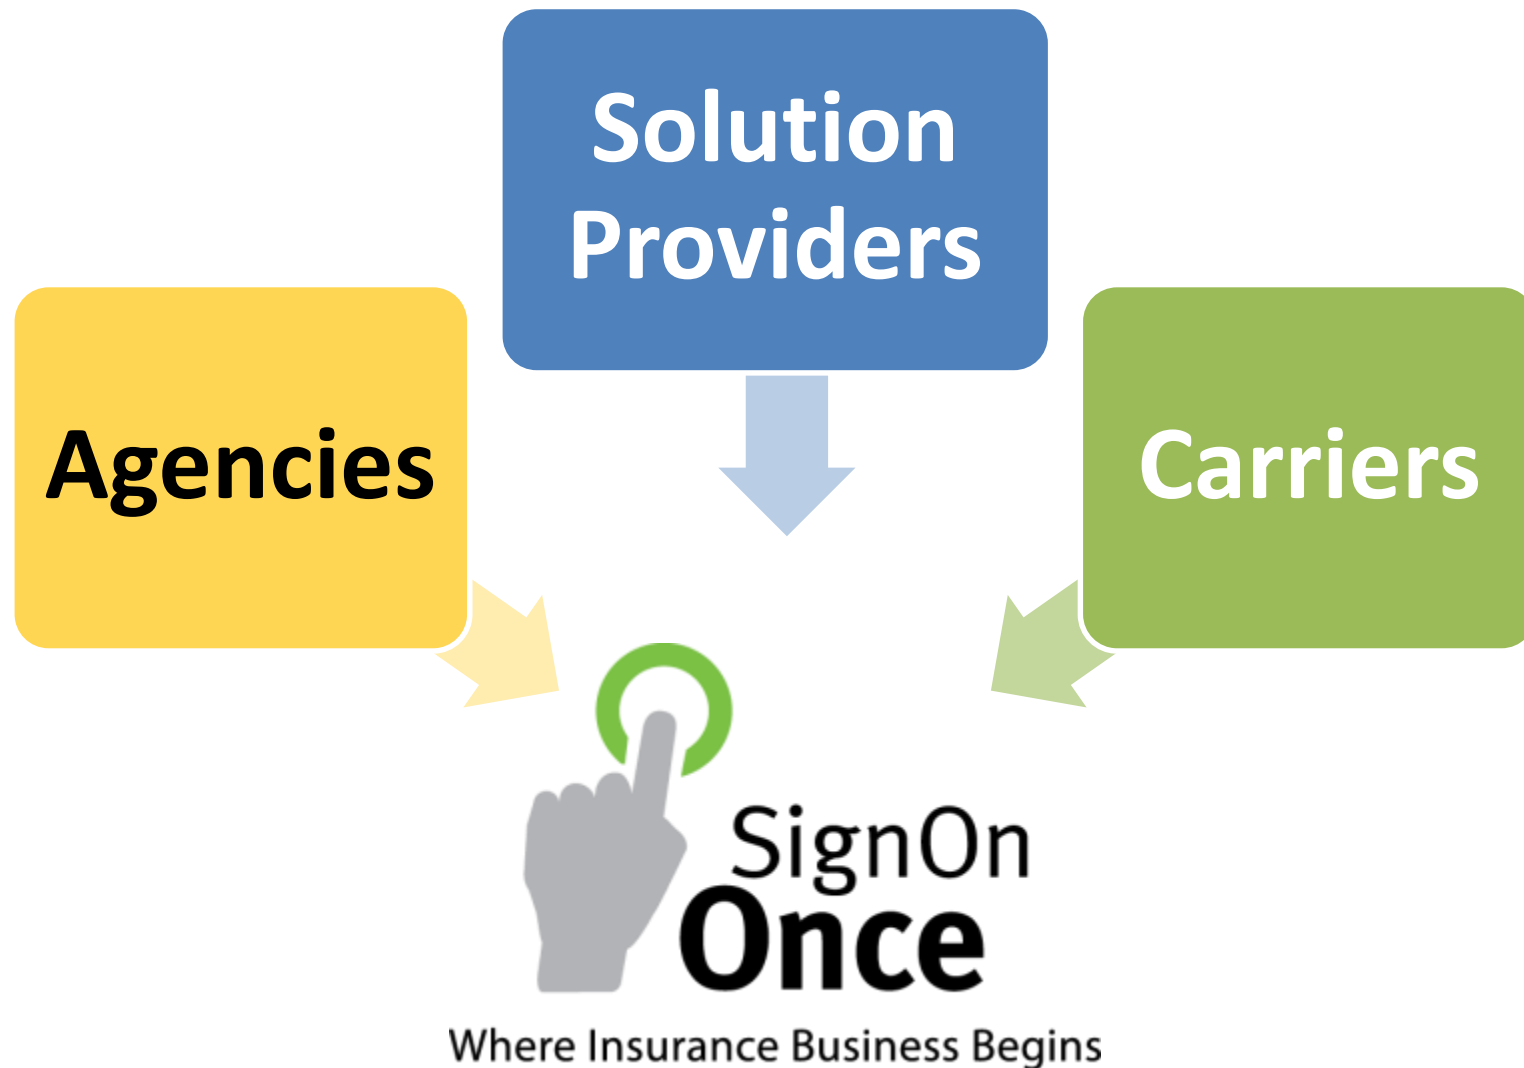 Solution
Providers
Agencies
Carriers
SignOn
Once
Where Insurance Business Begins